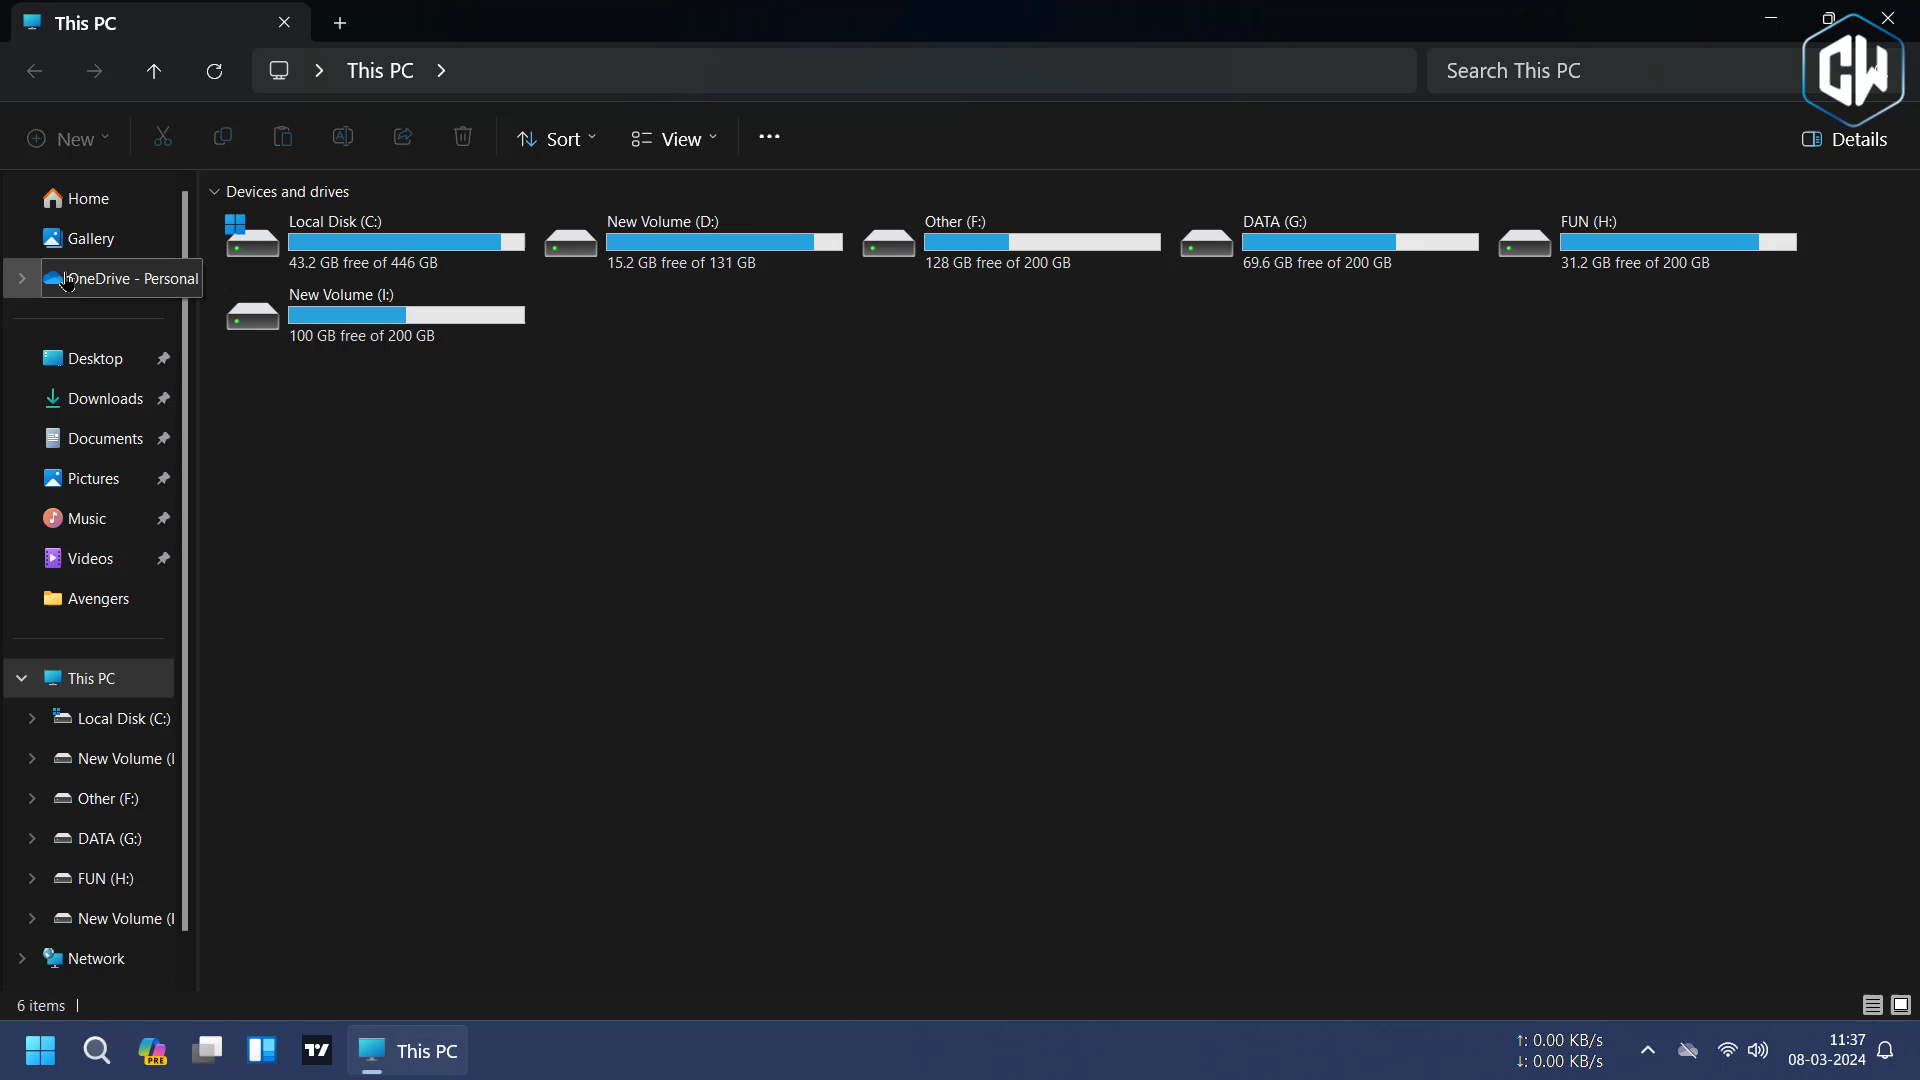 This PC
This PC
Search This PC
CW
New
Sort
View
Details
Home
Gallery
OneDrive - Personal
Desktop
Downloads
Documents
Pictures
Music
Videos
Avengers
This PC
Local Disk (C:)
New Volume (
Other (F:)
DATA (G:)
FUN (H:)
New Volume (
Network
Devices and drives
Local Disk (C:)
43.2 GB free of 446 GB
New Volume (D:)
15.2 GB free of 131 GB
Other (F:)
128 GB free of 200 GB
DATA (G:)
69.6 GB free of 200 GB
FUN (H:)
31.2 GB free of 200 GB
New Volume (I:)
100 GB free of 200 GB
6 items
PRE
This PC
↑: 0.00 KB/s
↓: 0.00 KB/s
11:37
08-03-2024